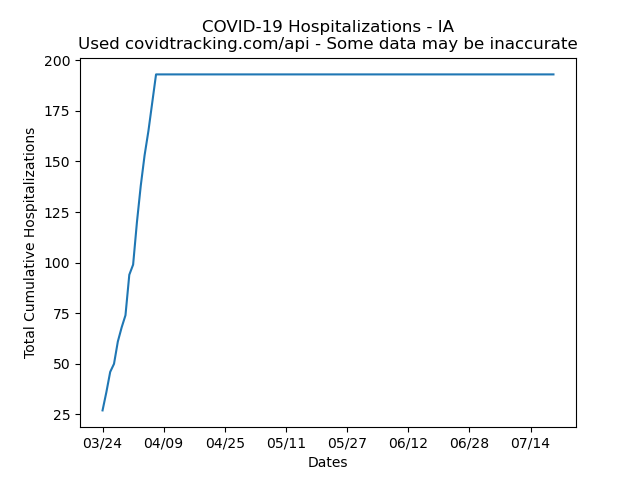 COVID-19 Hospitalizations - IA
Used covidtracking.com/api - Some data may be inaccurate
200
175
150
125
100
75
50
25
Total Cumulative Hospitalizations
03/24 04/09 04/25 05/11 05/27 06/12 06/28 07/14
Dates